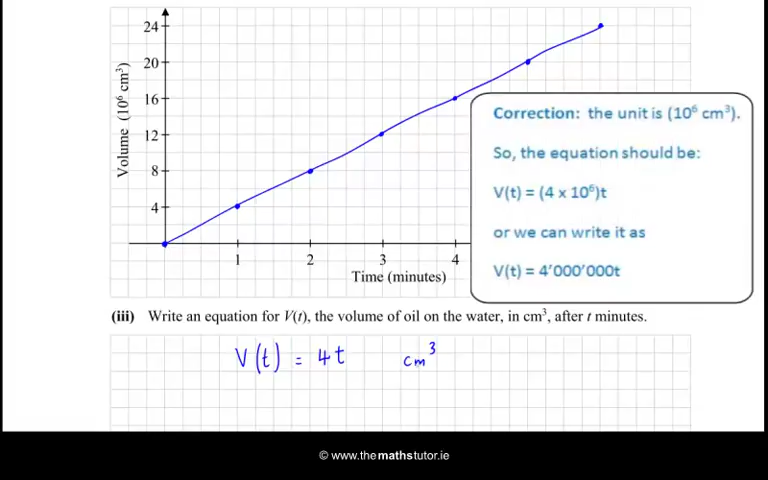 24
20
16
12
8
4
Volume (10⁶ cm³)
1 2 3 4
Time (minutes)
Correction: the unit is (10⁶ cm³).
So, the equation should be:
V(t) = (4 x 10⁶)t
or we can write it as
V(t) = 4'000'000t
(iii) Write an equation for V(t), the volume of oil on the water, in cm³, after t minutes.
V(t) = 4t cm³
© www.themathstutor.ie